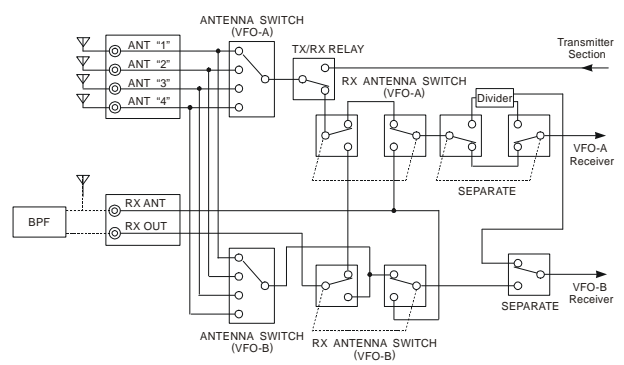 ANTENNA SWITCH
(VFO-A)
TX/RX RELAY
Transmitter
Section
ANT “1”
ANT “2”
ANT “3”
ANT “4”
RX ANTENNA SWITCH
(VFO-A)
Divider
VFO-A
Receiver
SEPARATE
BPF
RX ANT
RX OUT
VFO-B
Receiver
SEPARATE
ANTENNA SWITCH
(VFO-B)
RX ANTENNA SWITCH
(VFO-B)